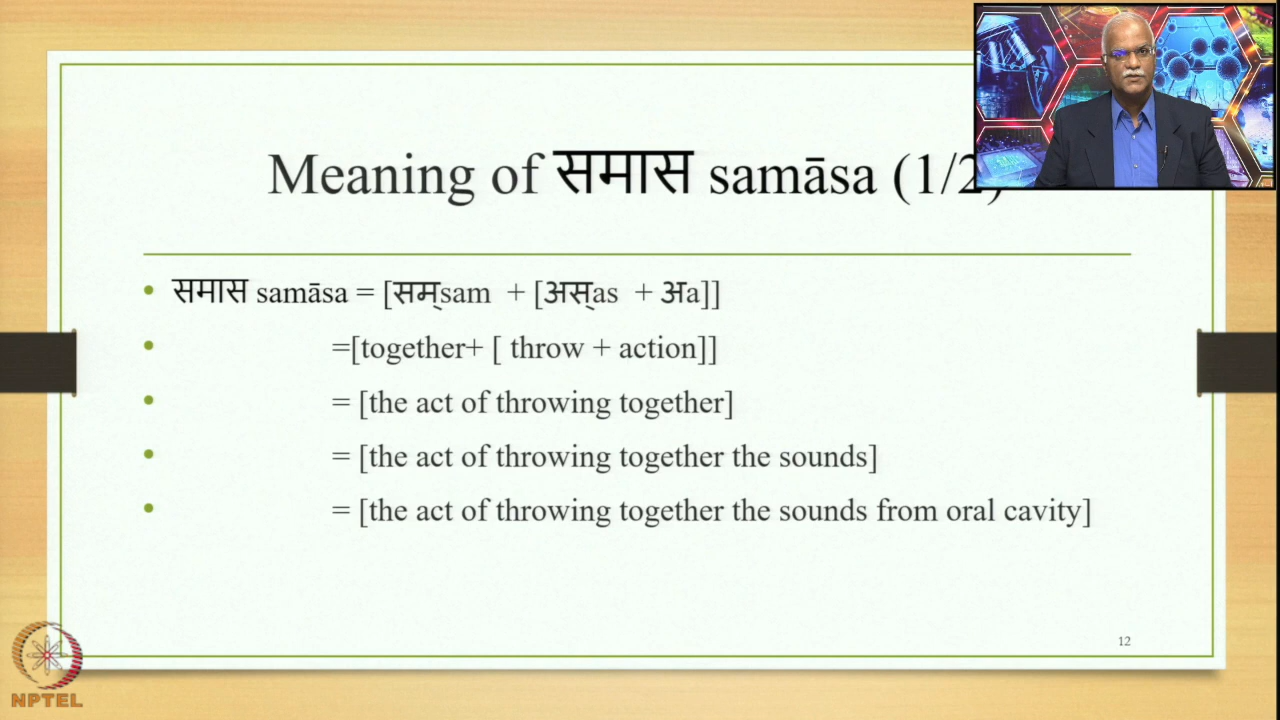 Meaning of समास samāsa (1/2)
• समास samāsa = [सम्sam + [अस्as + अa]]
• =[together+ [ throw + action]]
• = [the act of throwing together]
• = [the act of throwing together the sounds]
• = [the act of throwing together the sounds from oral cavity]
12
NPTEL